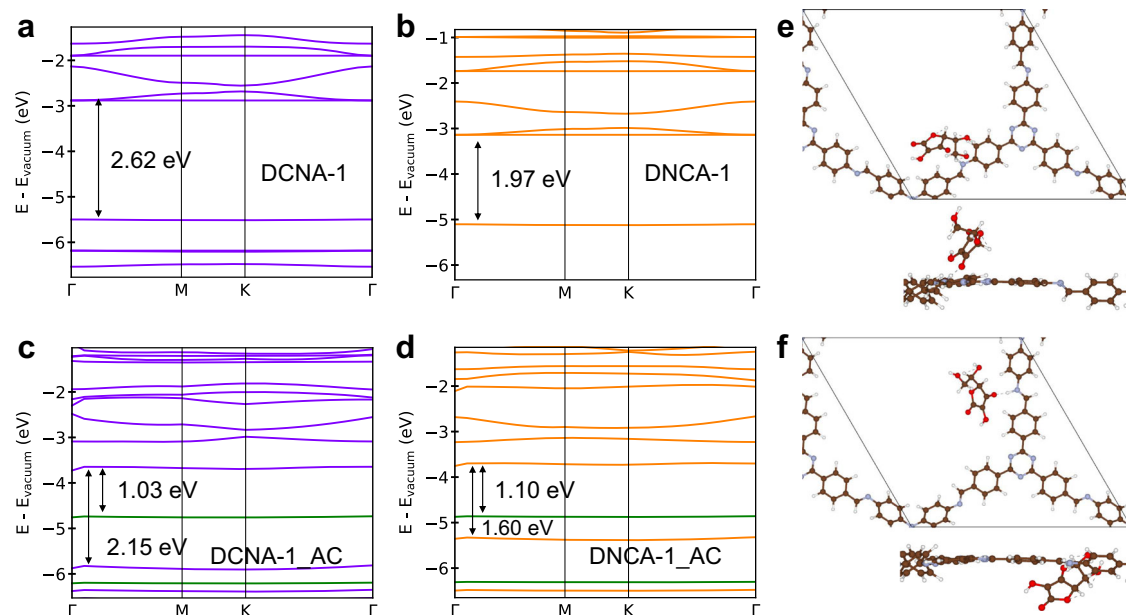 a
E - E_vacuum (eV)
−2
−3
−4
−5
−6
2.62 eV
DCNA-1
Γ M K Γ
b
E - E_vacuum (eV)
−1
−2
−3
−4
−5
−6
1.97 eV
DNCA-1
Γ M K Γ
e
c
E - E_vacuum (eV)
−2
−3
−4
−5
−6
1.03 eV
2.15 eV
DCNA-1_AC
Γ M K Γ
d
E - E_vacuum (eV)
−2
−3
−4
−5
−6
1.10 eV
1.60 eV
DNCA-1_AC
Γ M K Γ
f